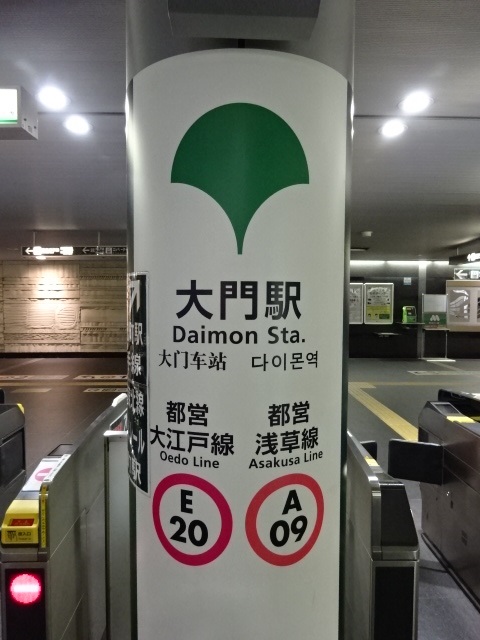 大門駅
Daimon Sta.
大门车站 다이몬역
都営 都営
大江戸線 浅草線
Oedo Line Asakusa Line
E A
20 09